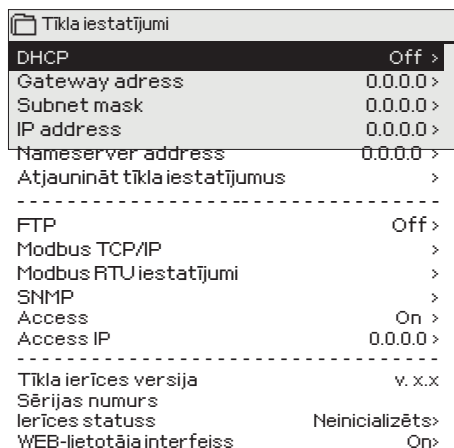 Tīkla iestatījumi
DHCP Off >
Gateway adress 0.0.0.0 >
Subnet mask 0.0.0.0 >
IP address 0.0.0.0 >
Nameserver address 0.0.0.0 >
Atjaunināt tīkla iestatījumus >
FTP Off >
Modbus TCP/IP >
Modbus RTU iestatījumi >
SNMP >
Access On >
Access IP 0.0.0.0 >
Tīkla ierīces versija v. x.x
Sērijas numurs
Ierīces statuss Neinicializēts>
WEB-lietotāja interfeiss On>